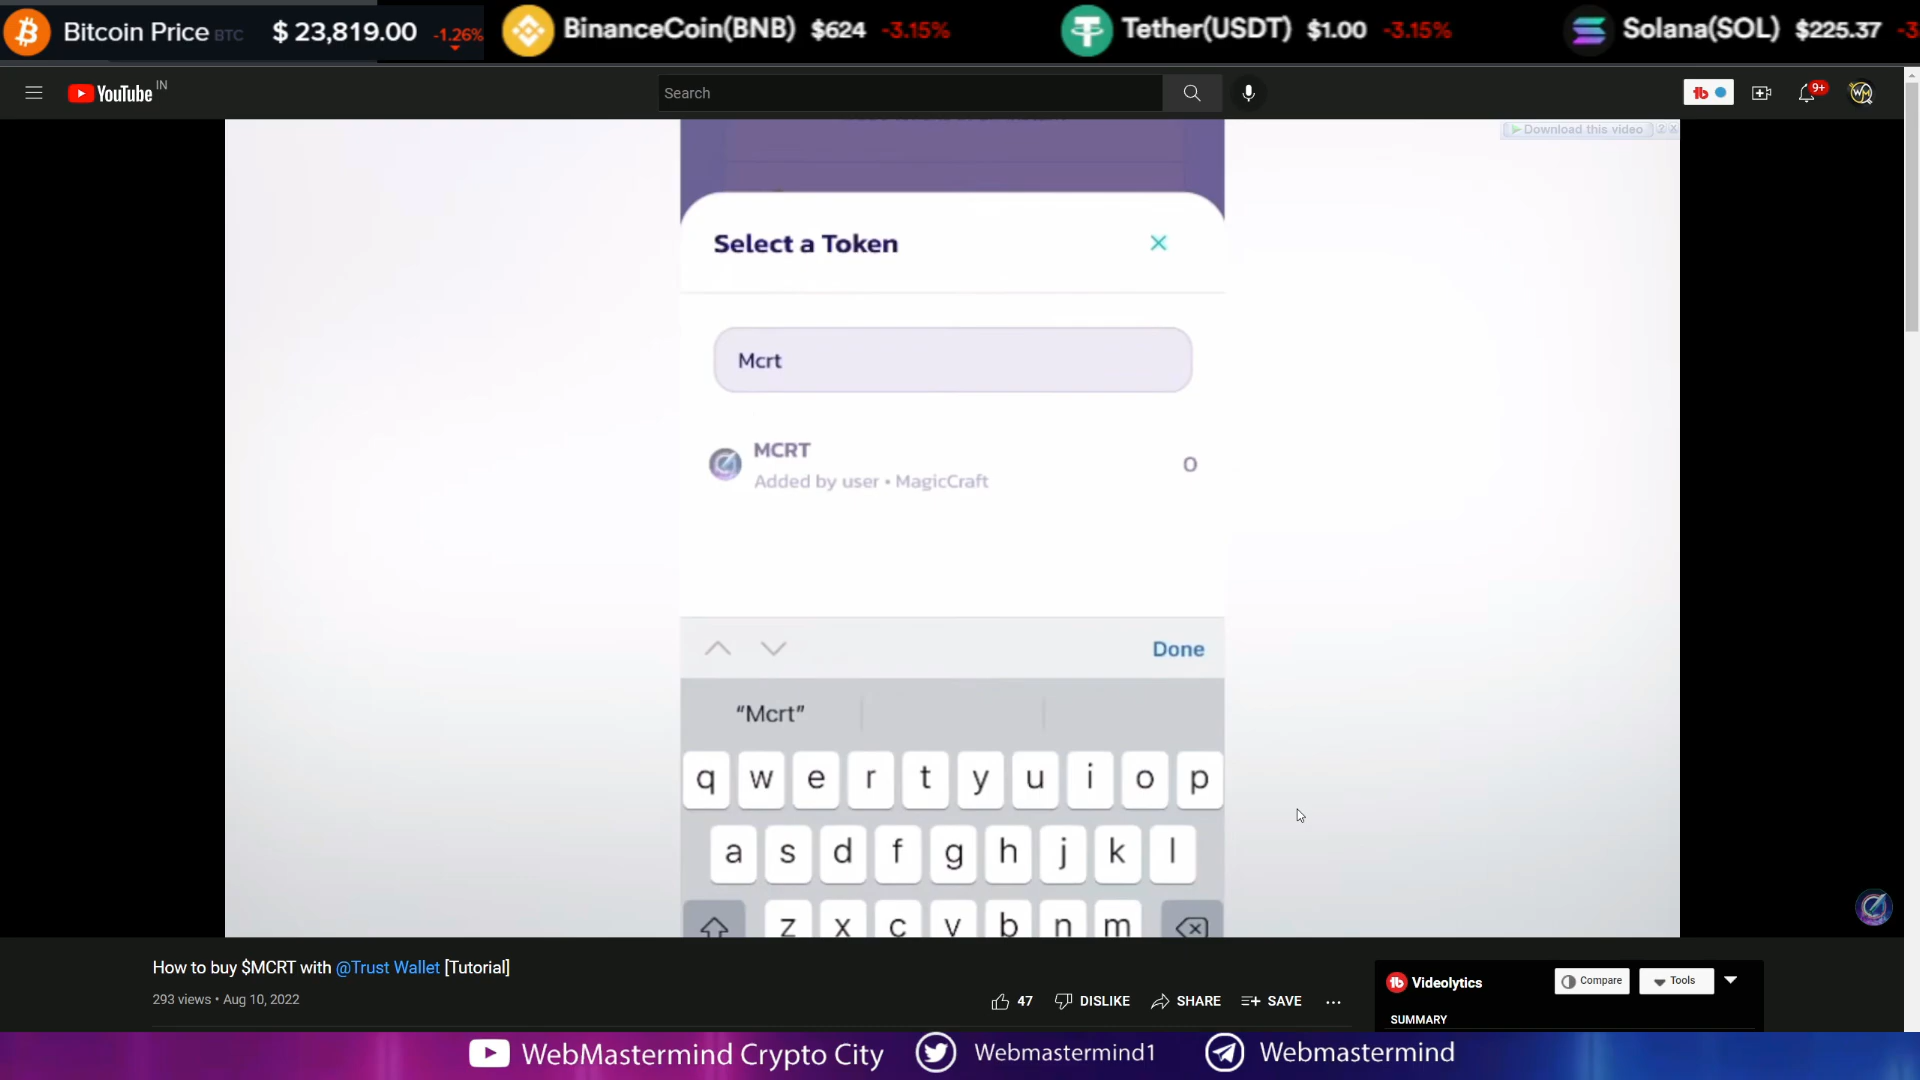 Bitcoin Price BTC $ 23,819.00 -1.26%
BinanceCoin(BNB) $624 -3.15%
Tether(USDT) $1.00 -3.15%
Solana(SOL) $225.37 -3
YouTube IN
Search
9+
Download this video
Select a Token
Mcrt
MCRT
0
Added by user • MagicCraft
Done
“Mcrt”
q w e r t y u i o p
a s d f g h j k l
z x c v b n m
How to buy $MCRT with @Trust Wallet [Tutorial]
293 views • Aug 10, 2022
47 DISLIKE SHARE SAVE ...
Videolytics
Compare
Tools
SUMMARY
WebMastermind Crypto City
Webmastermind1
Webmastermind